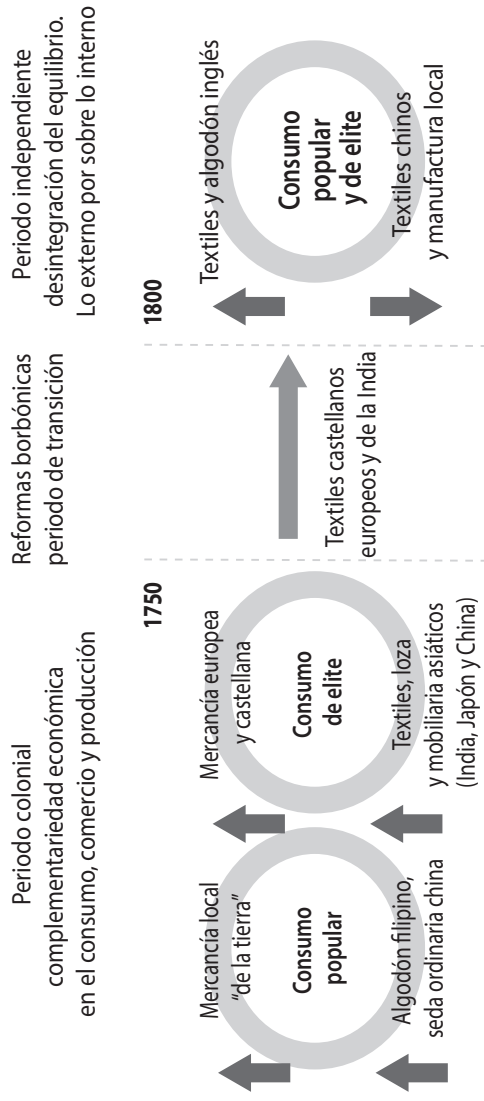 Periodo colonial
complementariedad económica
en el consumo, comercio y producción
Mercancía local
“de la tierra”
Consumo
popular
Algodón filipino,
seda ordinaria china
Mercancía europea
y castellana
Consumo
de elite
Textiles, loza
y mobiliaria asiáticos
(India, Japón y China)
1750
Reformas borbónicas
periodo de transición
Textiles castellanos
europeos y de la India
1800
Periodo independiente
desintegración del equilibrio.
Lo externo por sobre lo interno
Textiles y algodón inglés
Consumo
popular
y de elite
Textiles chinos
y manufactura local